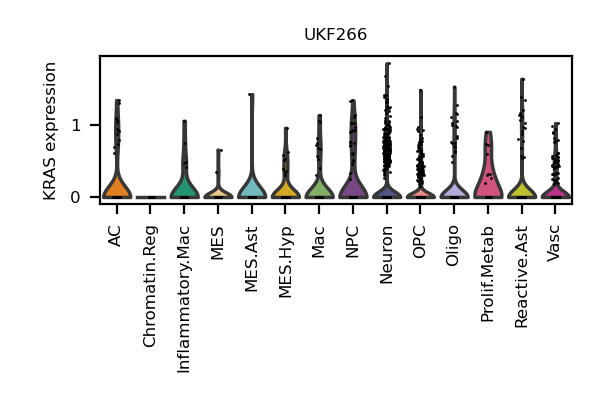 UKF266
KRAS expression
1
0
AC
Chromatin.Reg
Inflammatory.Mac
MES
MES.Ast
MES.Hyp
Mac
NPC
Neuron
OPC
Oligo
Prolif.Metab
Reactive.Ast
Vasc